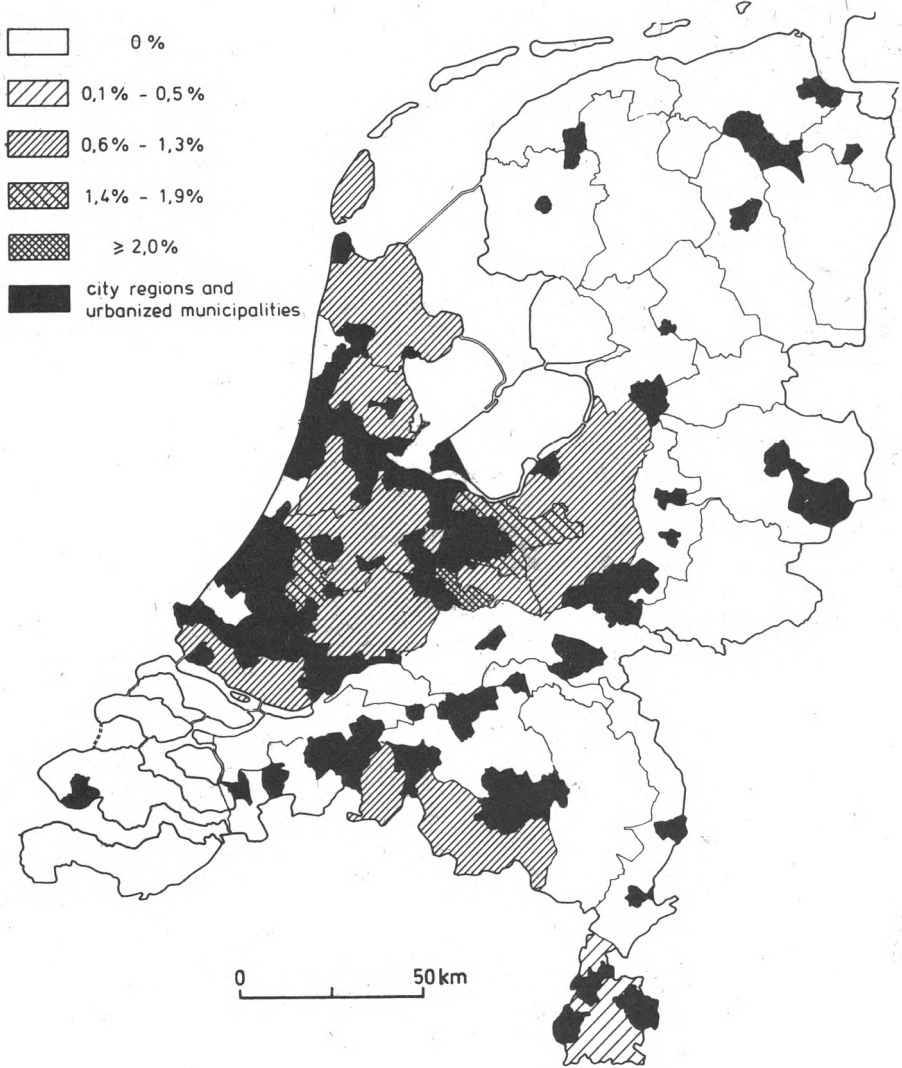 0 %
0,1% - 0,5%
0,6% - 1,3%
1,4% - 1,9%
≥ 2,0%
city regions and
urbanized municipalities
0 50 km